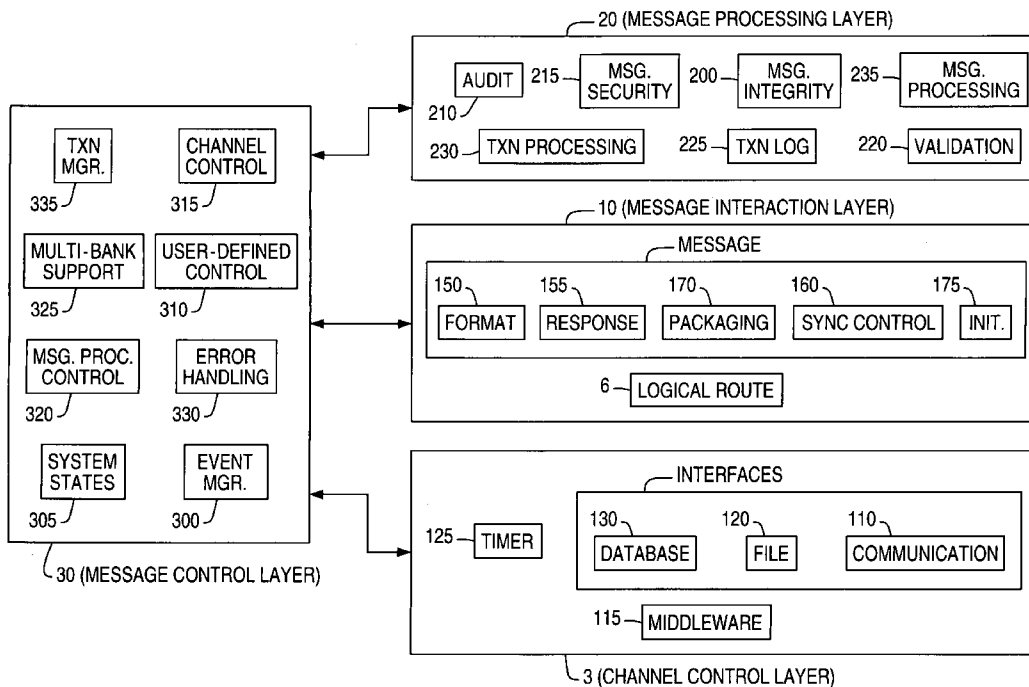 20 (MESSAGE PROCESSING LAYER)
AUDIT
210
215
MSG.
SECURITY
200
MSG.
INTEGRITY
235
MSG.
PROCESSING
230
TXN PROCESSING
225
TXN LOG
220
VALIDATION
TXN
MGR.
335
CHANNEL
CONTROL
315
MULTI-BANK
SUPPORT
325
USER-DEFINED
CONTROL
310
MSG. PROC.
CONTROL
320
ERROR
HANDLING
330
SYSTEM
STATES
305
EVENT
MGR.
300
30 (MESSAGE CONTROL LAYER)
10 (MESSAGE INTERACTION LAYER)
MESSAGE
150
FORMAT
155
RESPONSE
170
PACKAGING
160
SYNC CONTROL
175
INIT.
6
LOGICAL ROUTE
INTERFACES
125
TIMER
130
DATABASE
120
FILE
110
COMMUNICATION
115
MIDDLEWARE
3 (CHANNEL CONTROL LAYER)